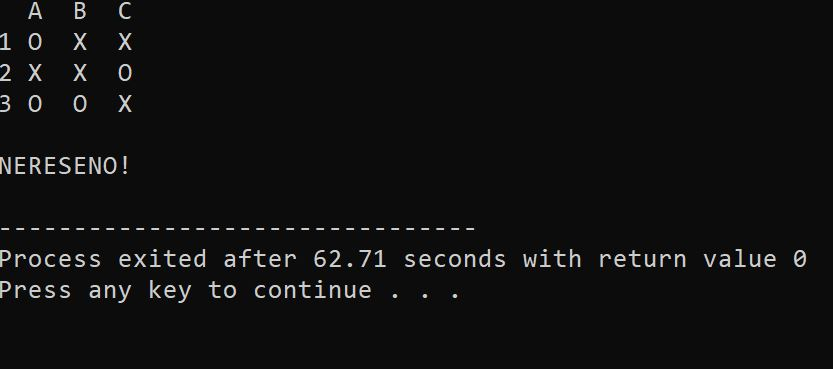 A B C
1 O X X
2 X X O
3 O O X
NERESENO!
--------------------------------
Process exited after 62.71 seconds with return value 0
Press any key to continue . . .